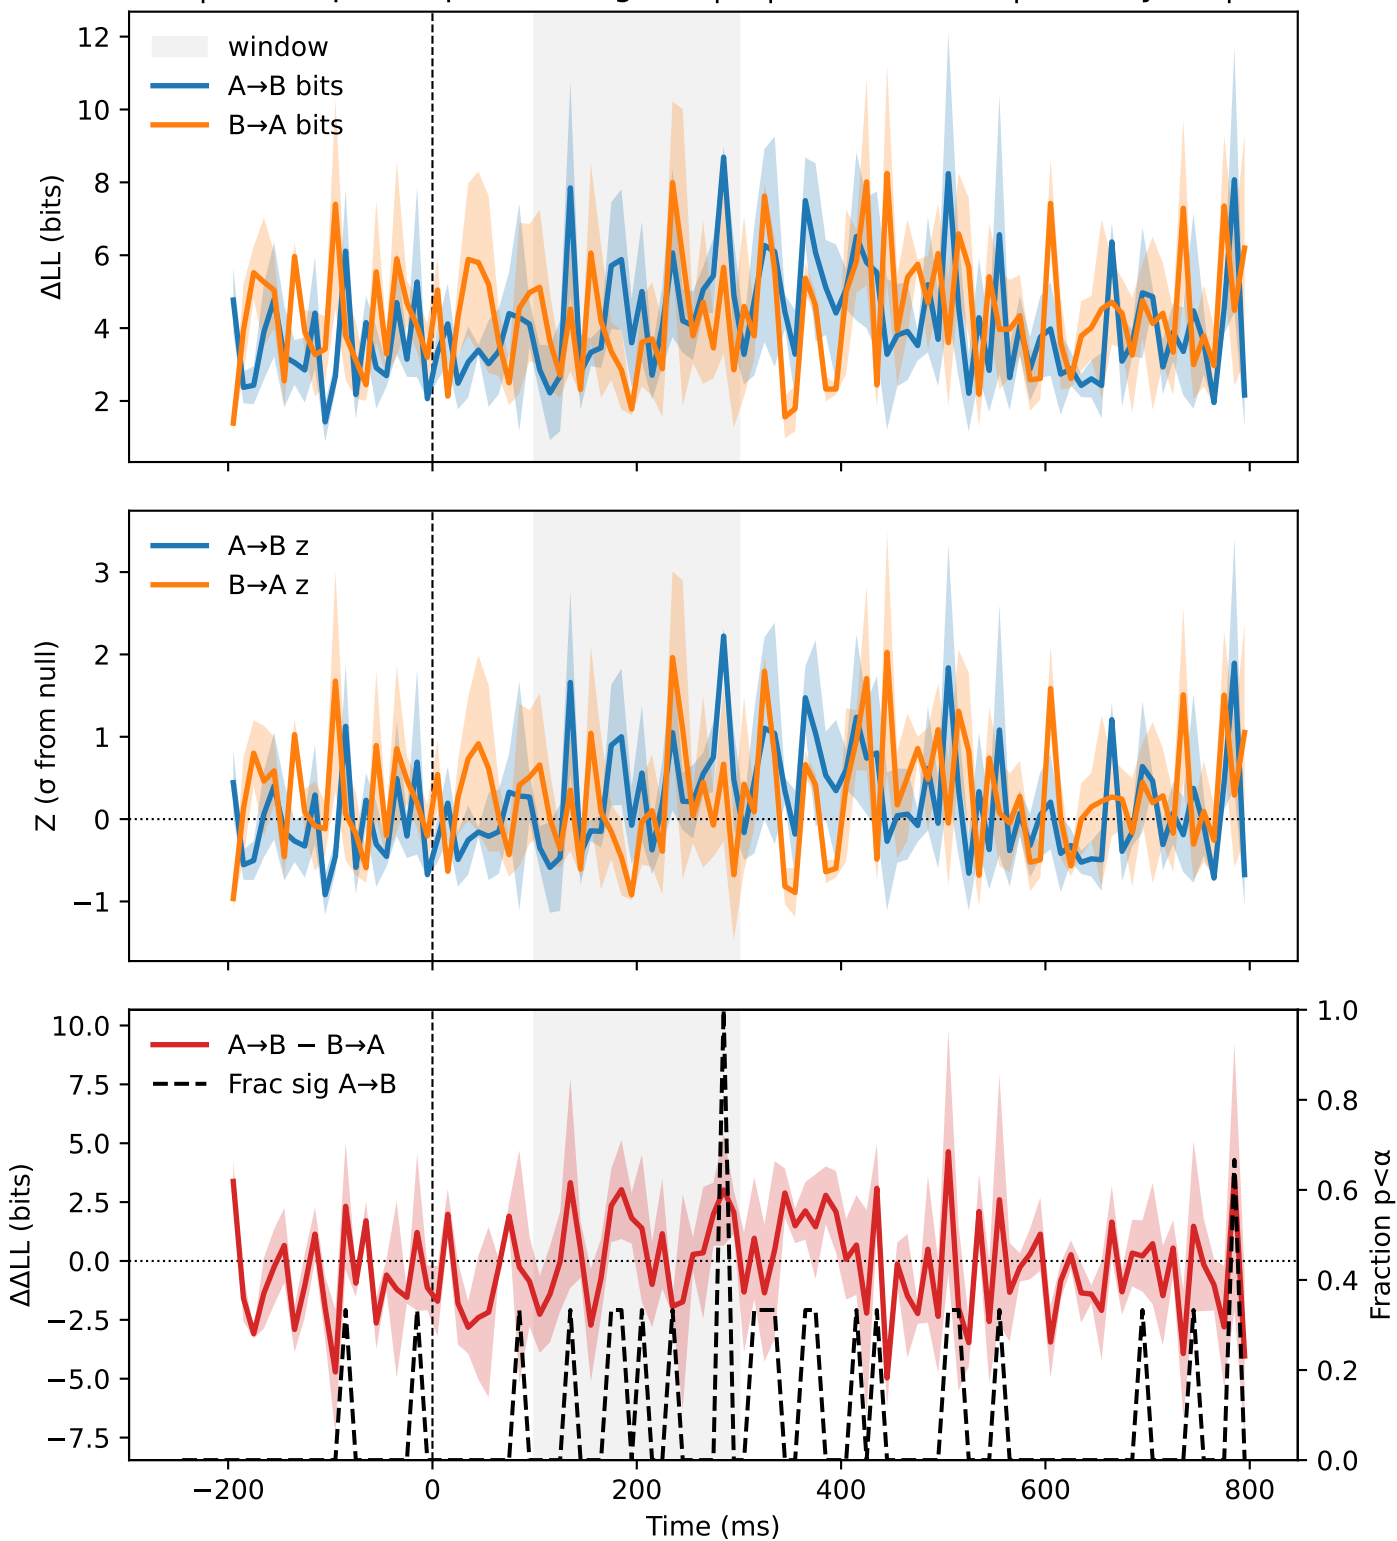 12
10
8
6
4
2
ΔLL (bits)
window
A→B bits
B→A bits
3
2
1
0
−1
Z (σ from null)
A→B z
B→A z
10.0
7.5
5.0
2.5
0.0
−2.5
−5.0
−7.5
ΔΔLL (bits)
A→B − B→A
Frac sig A→B
1.0
0.8
0.6
0.4
0.2
0.0
Fraction p<α
−200 0 200 400 600 800
Time (ms)